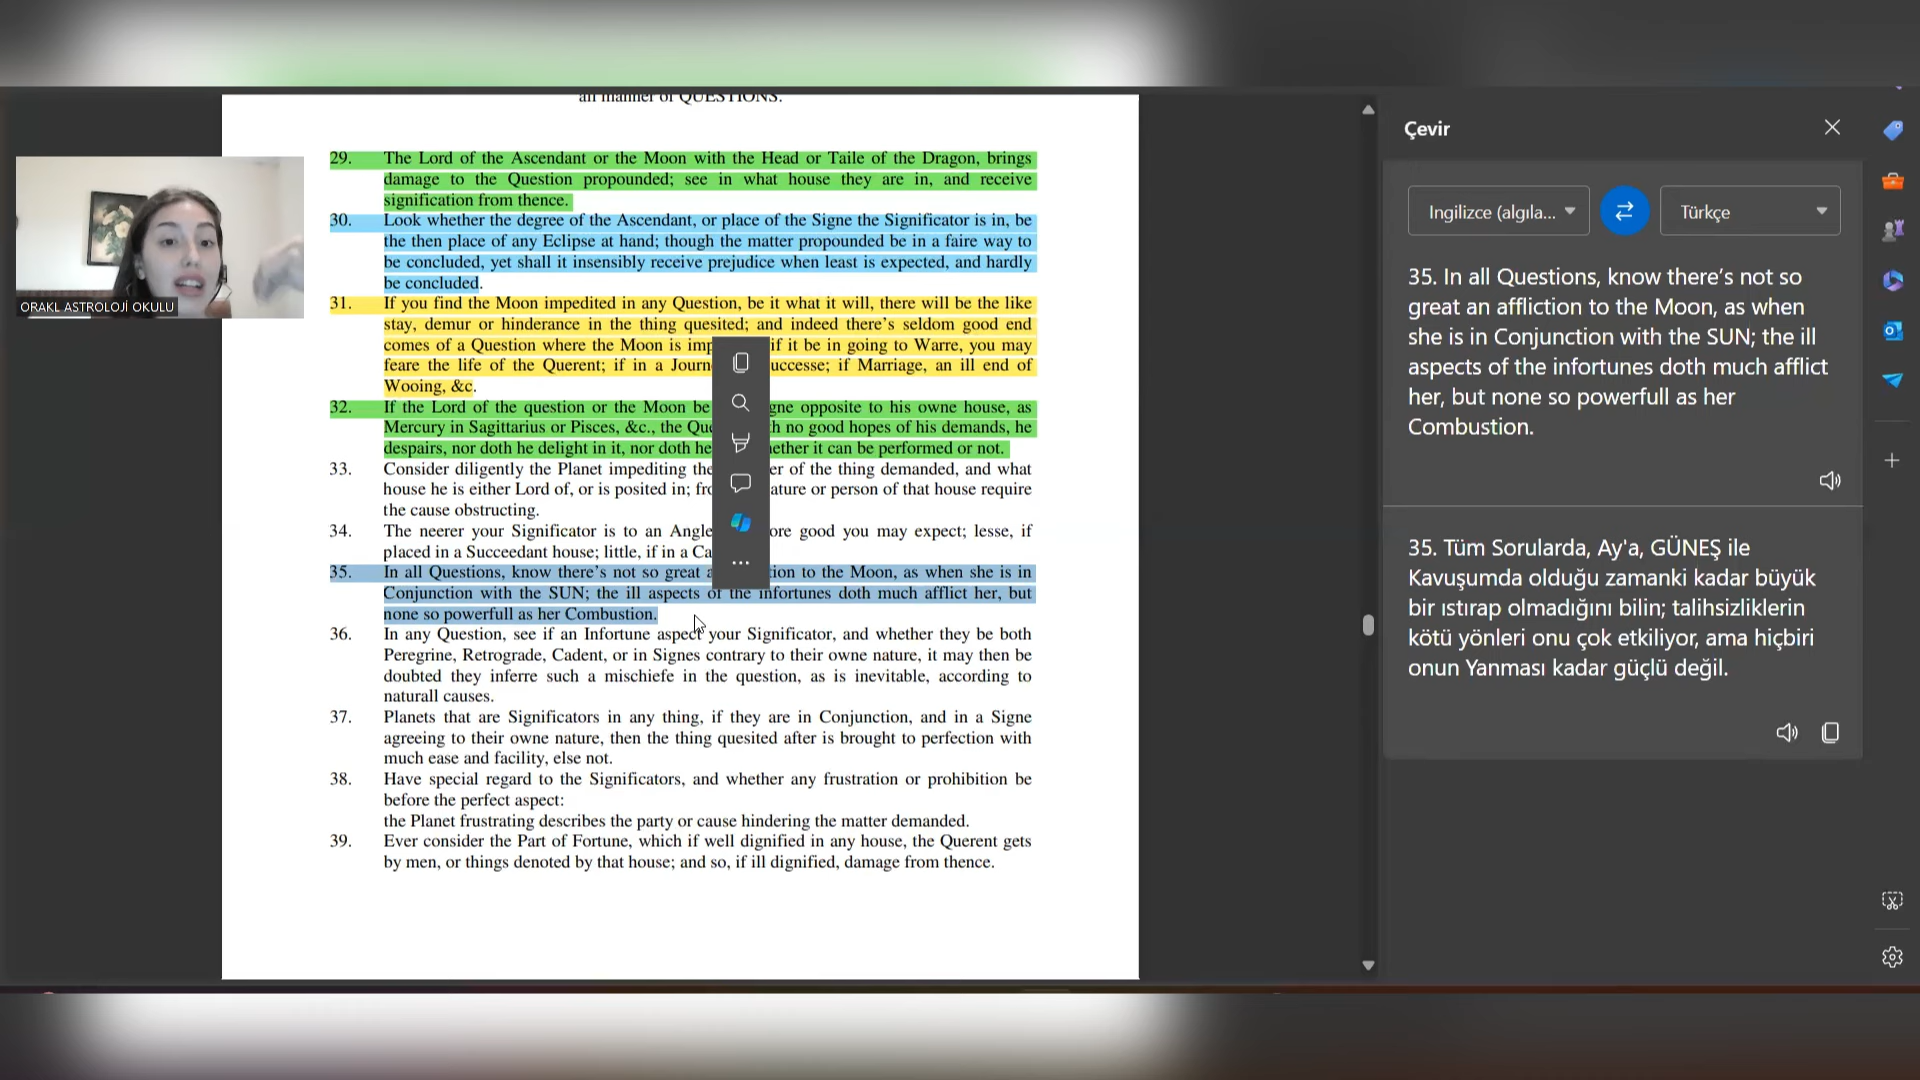 an manner of QUESTIONS.
29. The Lord of the Ascendant or the Moon with the Head or Taile of the Dragon, brings
damage to the Question propounded; see in what house they are in, and receive
signification from thence.
30. Look whether the degree of the Ascendant, or place of the Signe the Significator is in, be
the then place of any Eclipse at hand; though the matter propounded be in a faire way to
be concluded, yet shall it insensibly receive prejudice when least is expected, and hardly
be concluded.
31. If you find the Moon impedited in any Question, be it what it will, there will be the like
stay, demur or hinderance in the thing quesited; and indeed there's seldom good end
comes of a Question where the Moon is imp if it be in going to Warre, you may
feare the life of the Querent; if in a Journ uccesse; if Marriage, an ill end of
Wooing, &c.
32. If the Lord of the question or the Moon be gne opposite to his owne house, as
Mercury in Sagittarius or Pisces, &c., the Que h no good hopes of his demands, he
despairs, nor doth he delight in it, nor doth he ether it can be performed or not.
33. Consider diligently the Planet impediting the er of the thing demanded, and what
house he is either Lord of, or is posited in; fro ature or person of that house require
the cause obstructing.
34. The neerer your Significator is to an Angle ore good you may expect; lesse, if
placed in a Succeedant house; little, if in a Ca
35. In all Questions, know there's not so great a ion to the Moon, as when she is in
Conjunction with the SUN; the ill aspects of the infortunes doth much afflict her, but
none so powerfull as her Combustion.
36. In any Question, see if an Infortune aspect your Significator, and whether they be both
Peregrine, Retrograde, Cadent, or in Signes contrary to their owne nature, it may then be
doubted they inferre such a mischiefe in the question, as is inevitable, according to
naturall causes.
37. Planets that are Significators in any thing, if they are in Conjunction, and in a Signe
agreeing to their owne nature, then the thing quesited after is brought to perfection with
much ease and facility, else not.
38. Have special regard to the Significators, and whether any frustration or prohibition be
before the perfect aspect:
the Planet frustrating describes the party or cause hindering the matter demanded.
39. Ever consider the Part of Fortune, which if well dignified in any house, the Querent gets
by men, or things denoted by that house; and so, if ill dignified, damage from thence.
ORAKL ASTROLOJİ OKULU
Çevir
İngilizce (algıla...
Türkçe
35. In all Questions, know there's not so
great an affliction to the Moon, as when
she is in Conjunction with the SUN; the ill
aspects of the infortunes doth much afflict
her, but none so powerfull as her
Combustion.
35. Tüm Sorularda, Ay'a, GÜNEŞ ile
Kavuşumda olduğu zamanki kadar büyük
bir ıstırap olmadığını bilin; talihsizliklerin
kötü yönleri onu çok etkiliyor, ama hiçbiri
onun Yanması kadar güçlü değil.